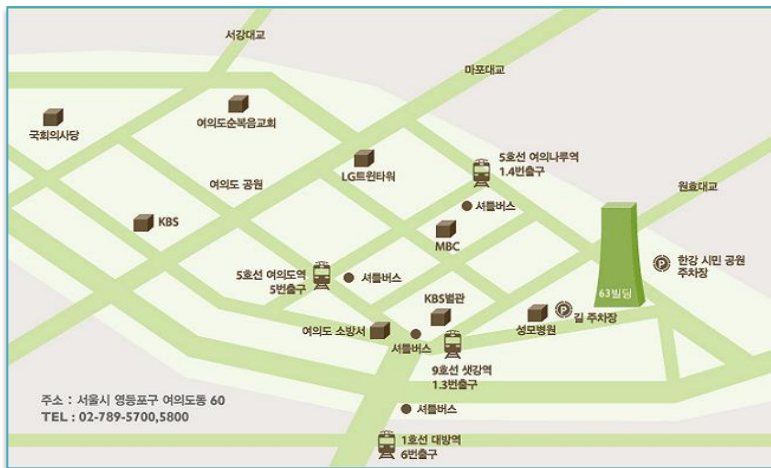 서강대교
마포대교
여의도순복음교회
국회의사당
5호선 여의나루역
1.4번출구
LG트윈타워
여의도 공원
원효대교
셔틀버스
KBS
MBC
한강 시민 공원
주차장
5호선 여의도역
5번출구
셔틀버스
63빌딩
KBS별관
길 주차장
여의도 소방서
성모병원
셔틀버스
9호선 샛강역
1.3번출구
주소 : 서울시 영등포구 여의도동 60
TEL : 02-789-5700,5800
셔틀버스
1호선 대방역
6번출구
P
P